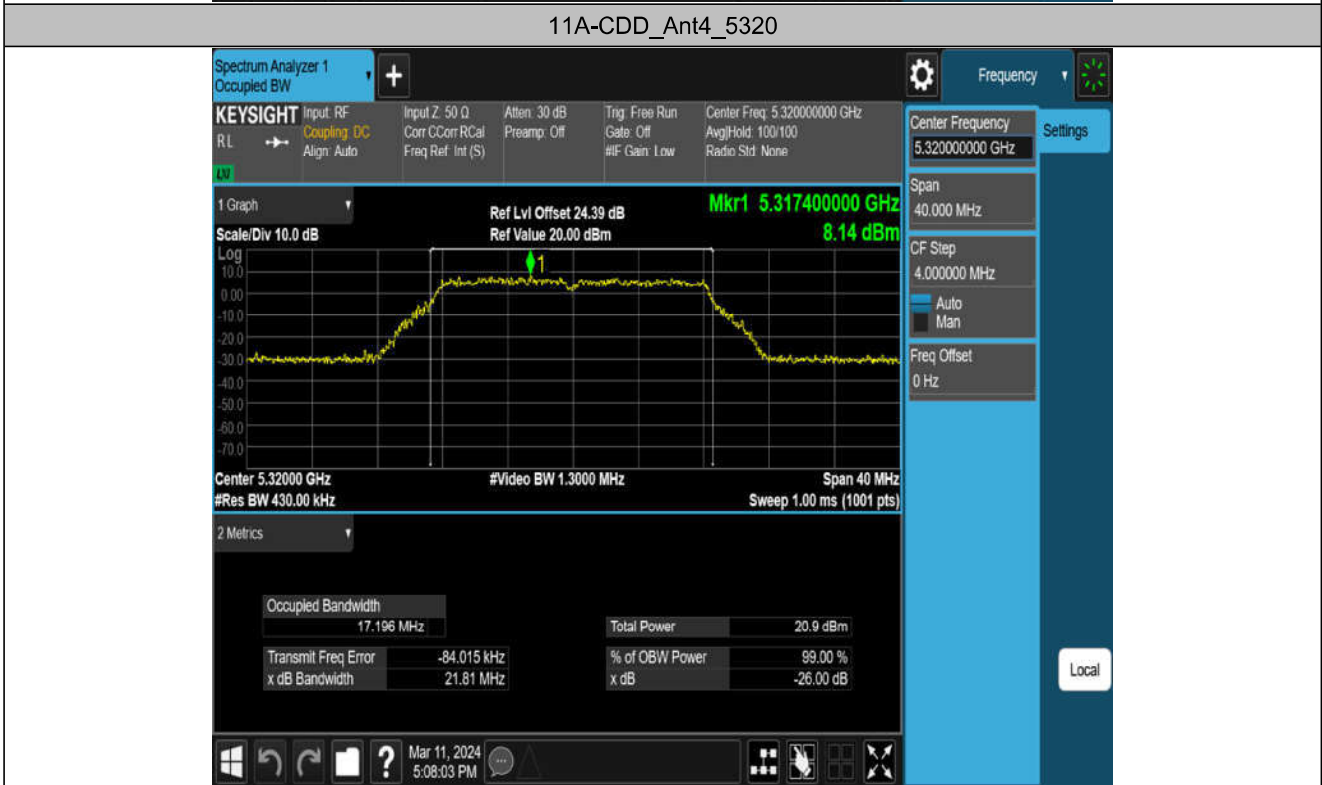 11A-CDD_Ant4_5320
Spectrum Analyzer 1
Occupied BW
+
Frequency
KEYSIGHT
RL
LXI
Input: RF
Coupling: DC
Align: Auto
Input Z: 50 Ω
Corr CCorr RCal
Freq Ref: Int (S)
Atten: 30 dB
Preamp: Off
Trig: Free Run
Gate: Off
#IF Gain: Low
Center Freq: 5.320000000 GHz
Avg|Hold: 100/100
Radio Std: None
Center Frequency
5.320000000 GHz
Settings
Span
40.000 MHz
CF Step
4.000000 MHz
Auto
Man
Freq Offset
0 Hz
1 Graph
Scale/Div 10.0 dB
Ref Lvl Offset 24.39 dB
Ref Value 20.00 dBm
Mkr1 5.317400000 GHz
8.14 dBm
Log
10.0
0.00
-10.0
-20.0
-30.0
-40.0
-50.0
-60.0
-70.0
1
Center 5.32000 GHz
#Res BW 430.00 kHz
#Video BW 1.3000 MHz
Span 40 MHz
Sweep 1.00 ms (1001 pts)
2 Metrics
Occupied Bandwidth
17.196 MHz
Total Power 20.9 dBm
Transmit Freq Error -84.015 kHz
% of OBW Power 99.00 %
x dB Bandwidth 21.81 MHz
x dB -26.00 dB
Local
?
Mar 11, 2024
5:08:03 PM